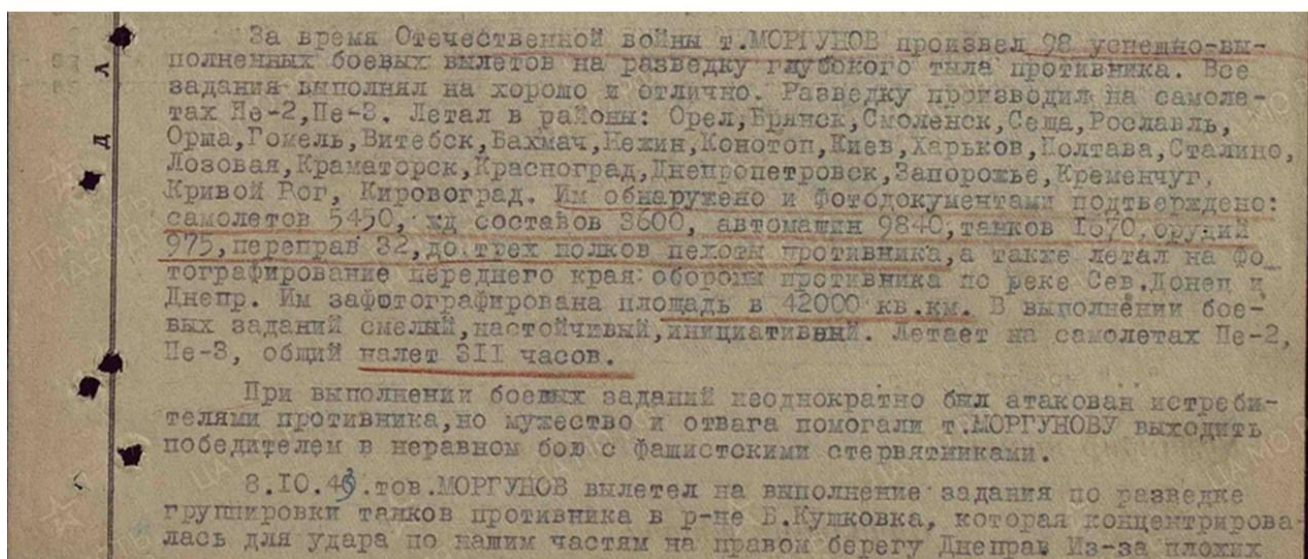 За время Отечественной войны т.МОРГУНОВ произвел 98 успешно-вы-
полненных боевых вылетов на разведку глубокого тыла противника. Все
задания выполнял на хорошо и отлично. Разведку производил на самоле-
тах Пе-2,Пе-3. Летал в районы: Орел,Брянск,Смоленск,Сеща,Рославль,
Орша,Гомель,Витебск,Бахмач,Нежин,Конотоп,Киев,Харьков,Полтава,Сталино,
Лозовая,Краматорск,Красноград,Днепропетровск,Запорожье,Кременчуг,
Кривой Рог, Кировоград. Им обнаружено и фотодокументами подтверждено:
самолетов 5450, жд составов 3600, автомашин 9840,танков 1670,орудий
975,переправ 32,до трех полков пехоты противника,а также летал на фо_
тографирование переднего края обороны противника по реке Сев.Донец и
Днепр. Им зафотографирована площадь в 42000 кв.км. В выполнении бое-
вых заданий смелый,настойчивый,инициативный. Летает на самолетах Пе-2,
Пе-3, общий налет 3II часов.
При выполнении боевых заданий неоднократно был атакован истреби-
телями противника,но мужество и отвага помогали т.МОРГУНОВУ выходить
победителем в неравном бою с фашистскими стервятниками.
8.IO.43.тов.МОРГУНОВ вылетел на выполнение задания по разведке
группировки танков противника в р-не Б.Кушковка, которая концентрирова-
лась для удара по нашим частям на правом берегу Днепра. Из-за плохих